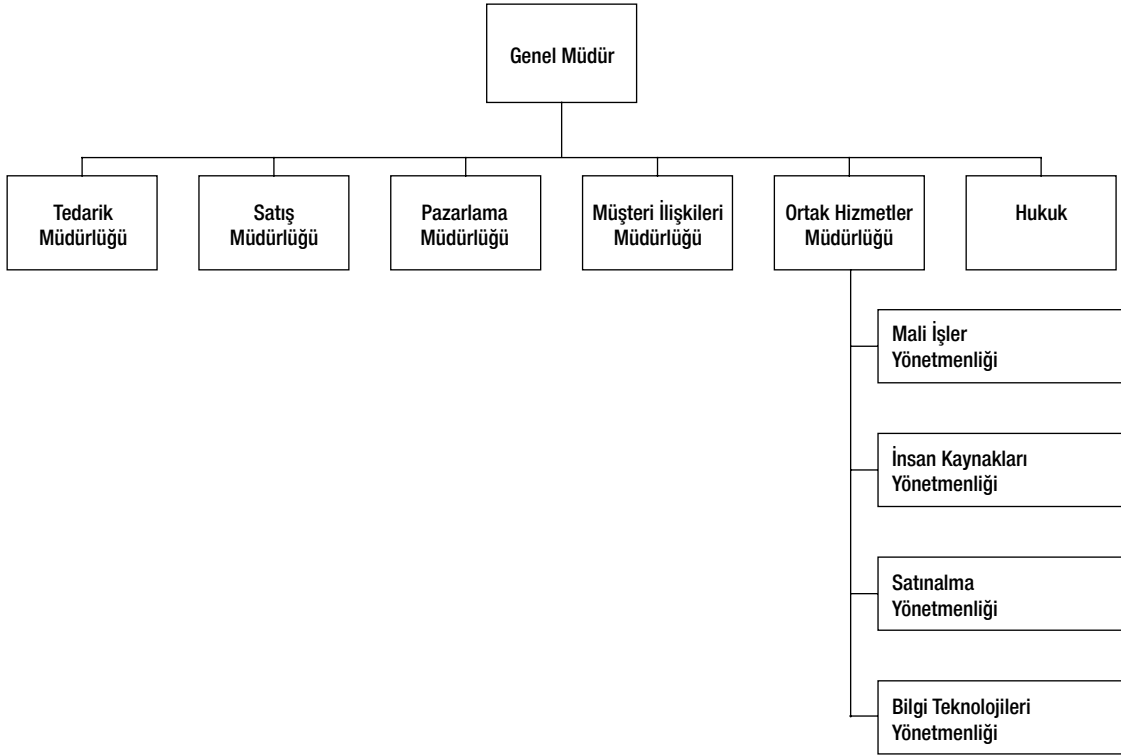 Genel Müdür
Tedarik
Müdürlüğü
Satış
Müdürlüğü
Pazarlama
Müdürlüğü
Müşteri İlişkileri
Müdürlüğü
Ortak Hizmetler
Müdürlüğü
Hukuk
Mali İşler
Yönetmenliği
İnsan Kaynakları
Yönetmenliği
Satınalma
Yönetmenliği
Bilgi Teknolojileri
Yönetmenliği